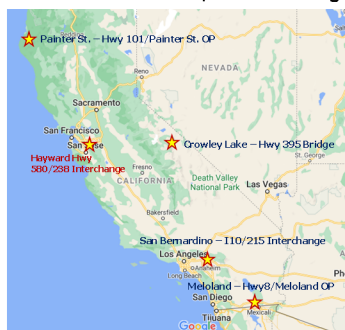 Painter St. – Hwy 101/Painter St. OP
Reno
NEVADA
Sacramento
San Francisco
San Jose
Crowley Lake – Hwy 395 Bridge
Hayward Hwy
580/238 Interchange
St. George
Fresno
CALIFORNIA
Death Valley
National Park
Las Vegas
Bakersfield
San Bernardino – I10/215 Interchange
Los Angeles
Anaheim
Long Beach
Meloland – Hwy8/Meloland OP
Ph
San Diego
Mexicali
Tijuana
Google